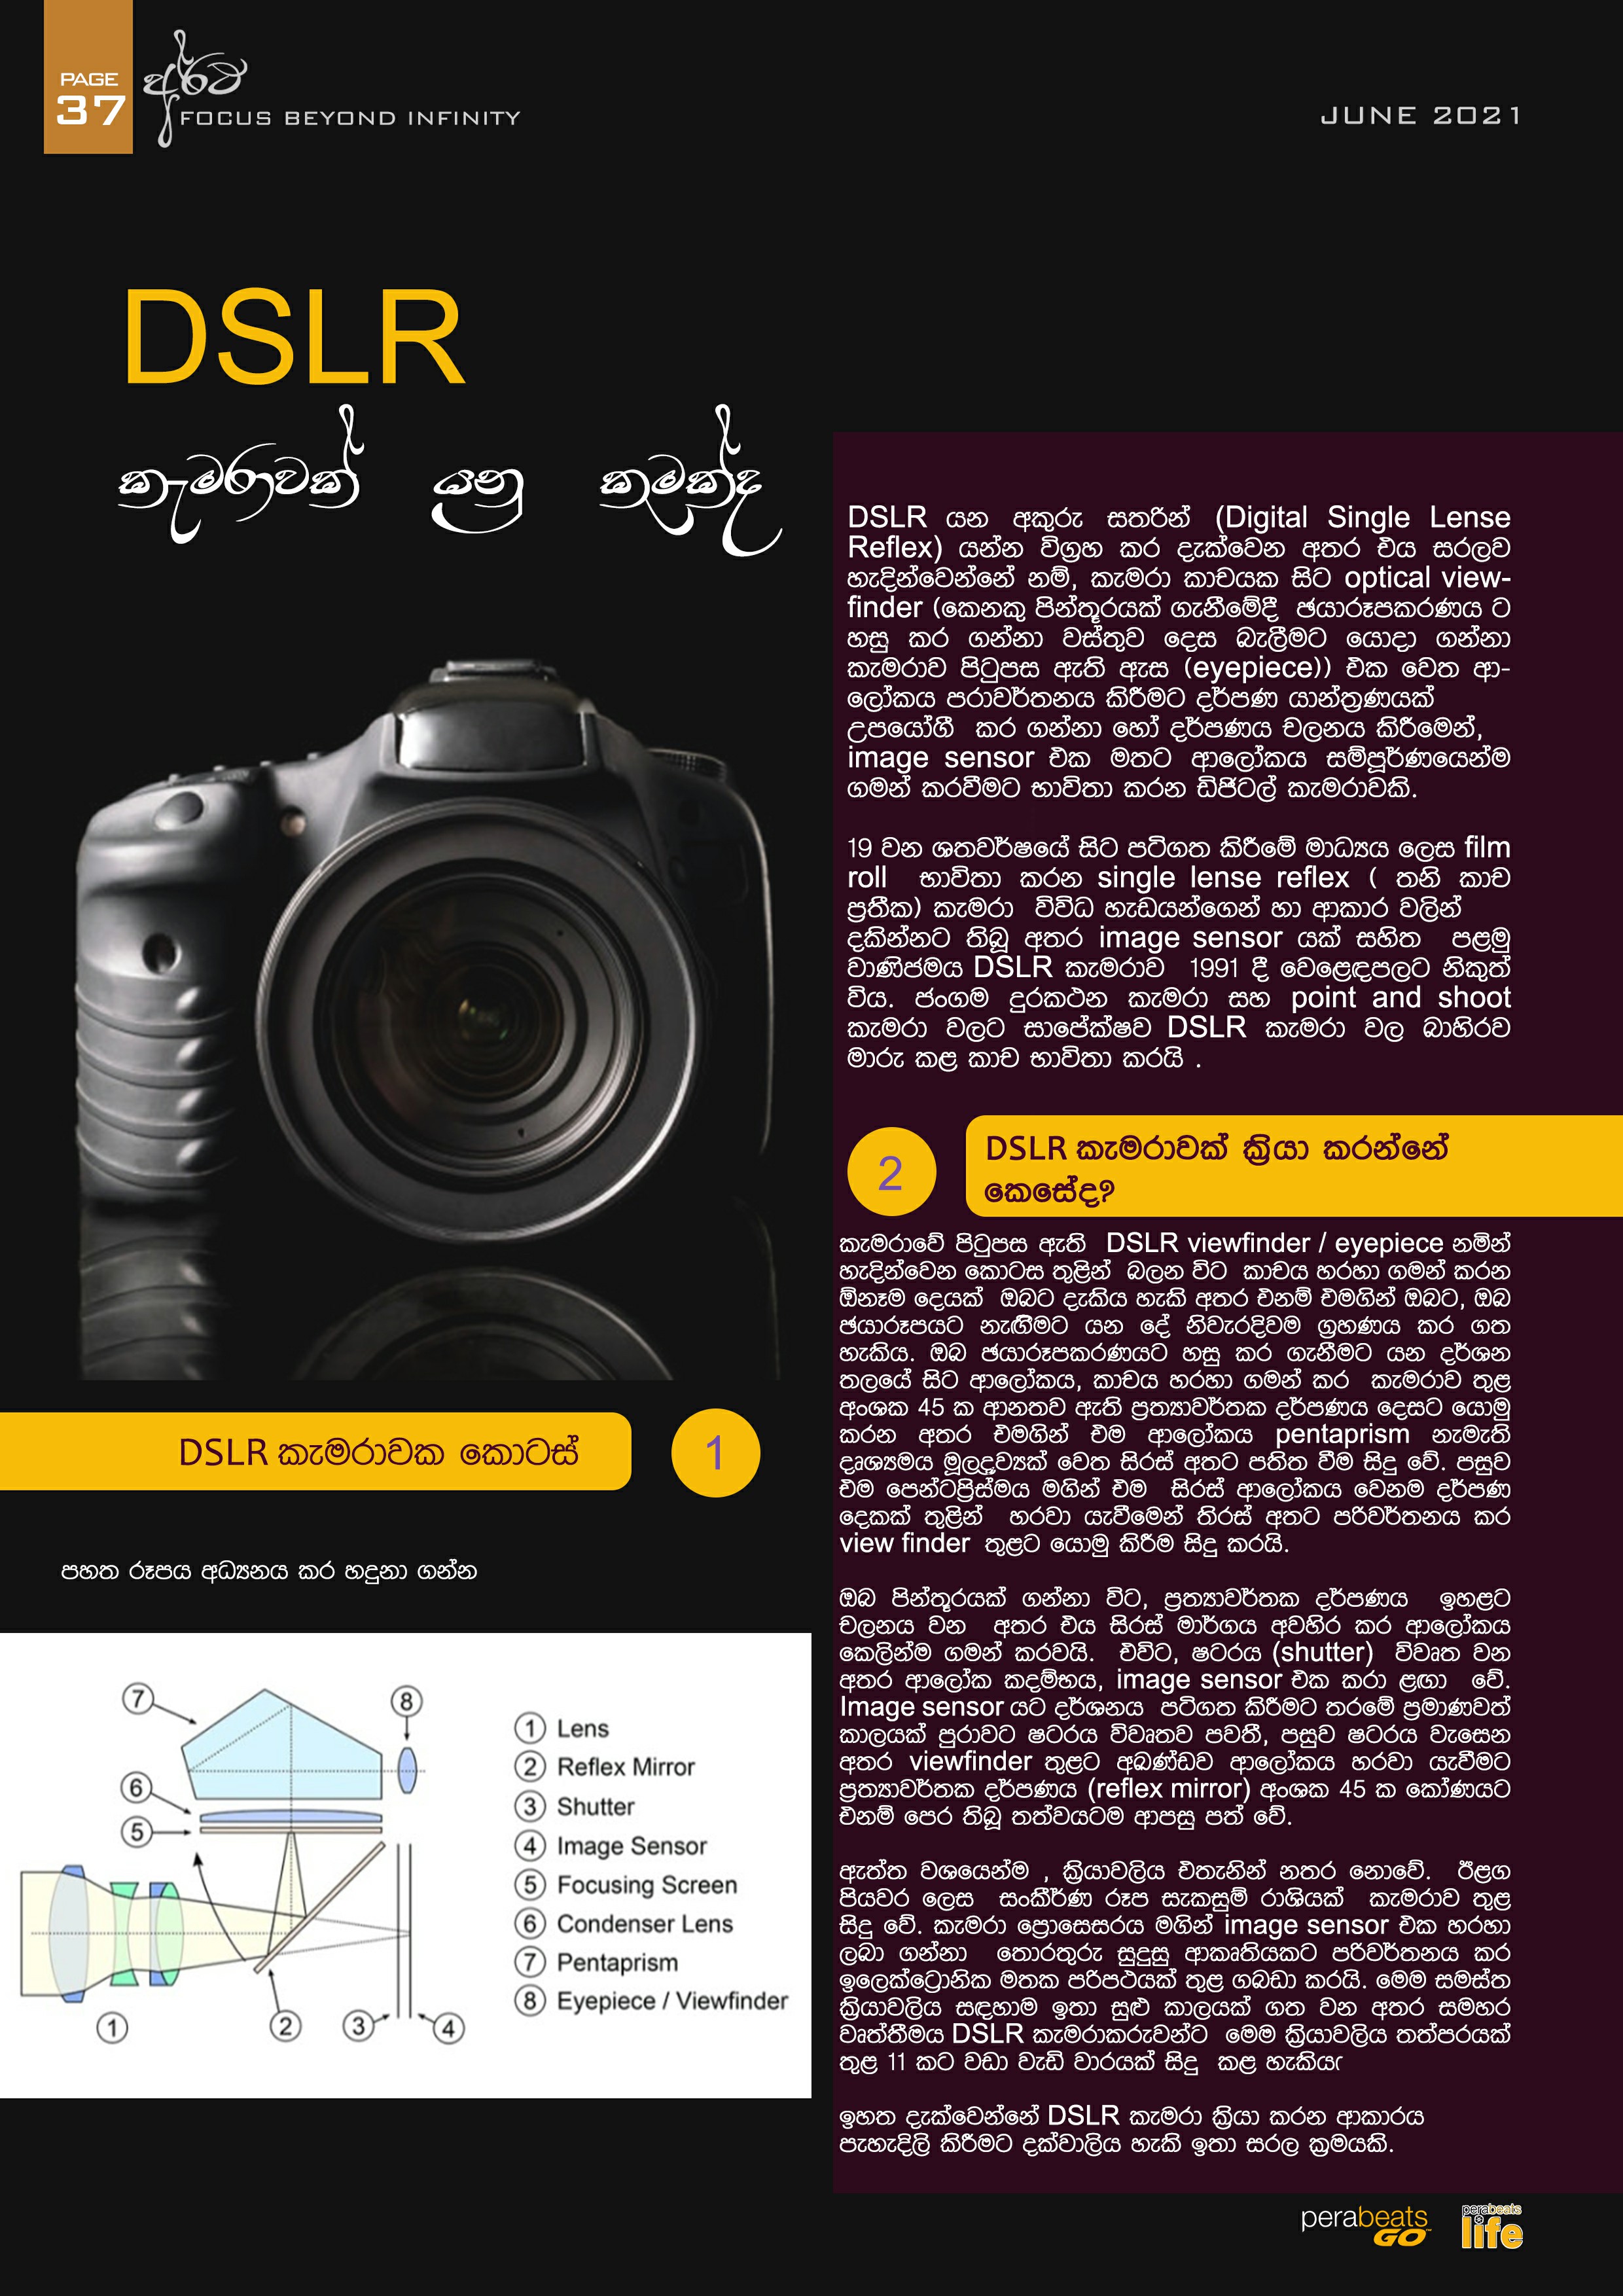 PAGE
37
අර්ට
FOCUS BEYOND INFINITY
JUNE 2021
DSLR
කැමරාවක් යනු කුමක්ද
DSLR යන අකුරු සතරින් (Digital Single Lense
Reflex) යන්න විග්‍රහ කර දැක්වෙන අතර එය සරලව
හැදින්වෙන්නේ නම්, කැමරා කාචයක සිට optical view-
finder (කෙනකු පින්තූරයක් ගැනීමේදී ඡයාරූපකරණය ට
හසු කර ගන්නා වස්තුව දෙස බැලීමට යොදා ගන්නා
කැමරාව පිටුපස ඇති ඇස (eyepiece)) එක වෙත ආ-
ලෝකය පරාවර්තනය කිරීමට දර්පණ යාන්ත්‍රණයක්
උපයෝගී කර ගන්නා හෝ දර්පණය චලනය කිරීමෙන්,
image sensor එක මතට ආලෝකය සම්පූර්ණයෙන්ම
ගමන් කරවීමට භාවිතා කරන ඩිජිටල් කැමරාවකි.
19 වන ශතවර්ෂයේ සිට පටිගත කිරීමේ මාධ්‍යය ලෙස film
roll භාවිතා කරන single lense reflex ( තනි කාච
ප්‍රතීක) කැමරා විවිධ හැඩයන්ගෙන් හා ආකාර වලින්
දකින්නට තිබූ අතර image sensor යක් සහිත පළමු
වාණිජමය DSLR කැමරාව 1991 දී වෙළෙඳපලට නිකුත්
විය. ජංගම දුරකථන කැමරා සහ point and shoot
කැමරා වලට සාපේක්ෂව DSLR කැමරා වල බාහිරව
මාරු කළ කාච භාවිතා කරයි .
2
DSLR කැමරාවක් ක්‍රියා කරන්නේ
කෙසේද?
කැමරාවේ පිටුපස ඇති DSLR viewfinder / eyepiece නමින්
හැදින්වෙන කොටස තුළින් බලන විට කාචය හරහා ගමන් කරන
ඕනෑම දෙයක් ඔබට දැකිය හැකි අතර එනම් එමගින් ඔබට, ඔබ
ඡයාරූපයට නැඟීමට යන දේ නිවැරදිවම ග්‍රහණය කර ගත
හැකිය. ඔබ ඡයාරූපකරණයට හසු කර ගැනීමට යන දර්ශන
තලයේ සිට ආලෝකය, කාචය හරහා ගමන් කර කැමරාව තුළ
අංශක 45 ක ආනතව ඇති ප්‍රත්‍යාවර්තක දර්පණය දෙසට යොමු
කරන අතර එමගින් එම ආලෝකය pentaprism නැමැති
දෘශ්‍යමය මූලද්‍රව්‍යක් වෙත සිරස් අතට පතිත වීම සිදු වේ. පසුව
එම පෙන්ටප්‍රිස්මය මගින් එම සිරස් ආලෝකය වෙනම දර්පණ
දෙකක් තුළින් හරවා යැවීමෙන් තිරස් අතට පරිවර්තනය කර
view finder තුළට යොමු කිරීම සිදු කරයි.
ඔබ පින්තූරයක් ගන්නා විට, ප්‍රත්‍යාවර්තක දර්පණය ඉහළට
චලනය වන අතර එය සිරස් මාර්ගය අවහිර කර ආලෝකය
කෙලින්ම ගමන් කරවයි. එවිට, ෂටරය (shutter) විවෘත වන
අතර ආලෝක කදම්භය, image sensor එක කරා ළඟා වේ.
Image sensor යට දර්ශනය පටිගත කිරීමට තරමේ ප්‍රමාණවත්
කාලයක් පුරාවට ෂටරය විවෘතව පවතී, පසුව ෂටරය වැසෙන
අතර viewfinder තුළට අඛණ්ඩව ආලෝකය හරවා යැවීමට
ප්‍රත්‍යාවර්තක දර්පණය (reflex mirror) අංශක 45 ක කෝණයට
එනම් පෙර තිබූ තත්වයටම ආපසු පත් වේ.
ඇත්ත වශයෙන්ම , ක්‍රියාවලිය එතැනින් නතර නොවේ. ඊළග
පියවර ලෙස සංකීර්ණ රූප සැකසුම් රාශියක් කැමරාව තුළ
සිදු වේ. කැමරා ප්‍රොසෙසරය මගින් image sensor එක හරහා
ලබා ගන්නා තොරතුරු සුදුසු ආකෘතියකට පරිවර්තනය කර
ඉලෙක්ට්‍රොනික මතක පරිපථයක් තුළ ගබඩා කරයි. මෙම සමස්ත
ක්‍රියාවලිය සඳහාම ඉතා සුළු කාලයක් ගත වන අතර සමහර
වෘත්තීමය DSLR කැමරාකරුවන්ට මෙම ක්‍රියාවලිය තත්පරයක්
තුළ 11 කට වඩා වැඩි වාරයක් සිදු කළ හැකිය
ඉහත දැක්වෙන්නේ DSLR කැමරා ක්‍රියා කරන ආකාරය
පැහැදිලි කිරීමට දක්වාලිය හැකි ඉතා සරල ක්‍රමයකි.
DSLR කැමරාවක කොටස්
1
පහත රූපය අධ්‍යනය කර හදුනා ගන්න
7
8
6
5
1
2
3
4
1 Lens
2 Reflex Mirror
3 Shutter
4 Image Sensor
5 Focusing Screen
6 Condenser Lens
7 Pentaprism
8 Eyepiece / Viewfinder
perabeats
GO
perabeats
life